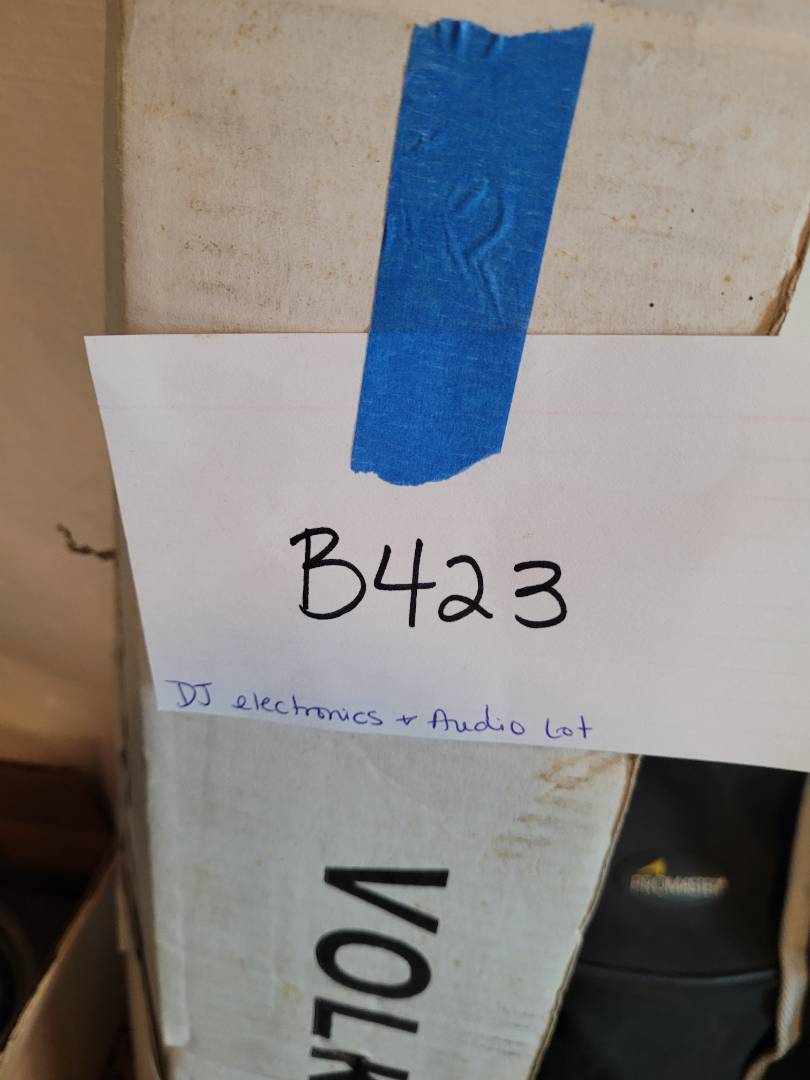 B423
DJ electronics & Audio Lot
VOLK
PROMASTER